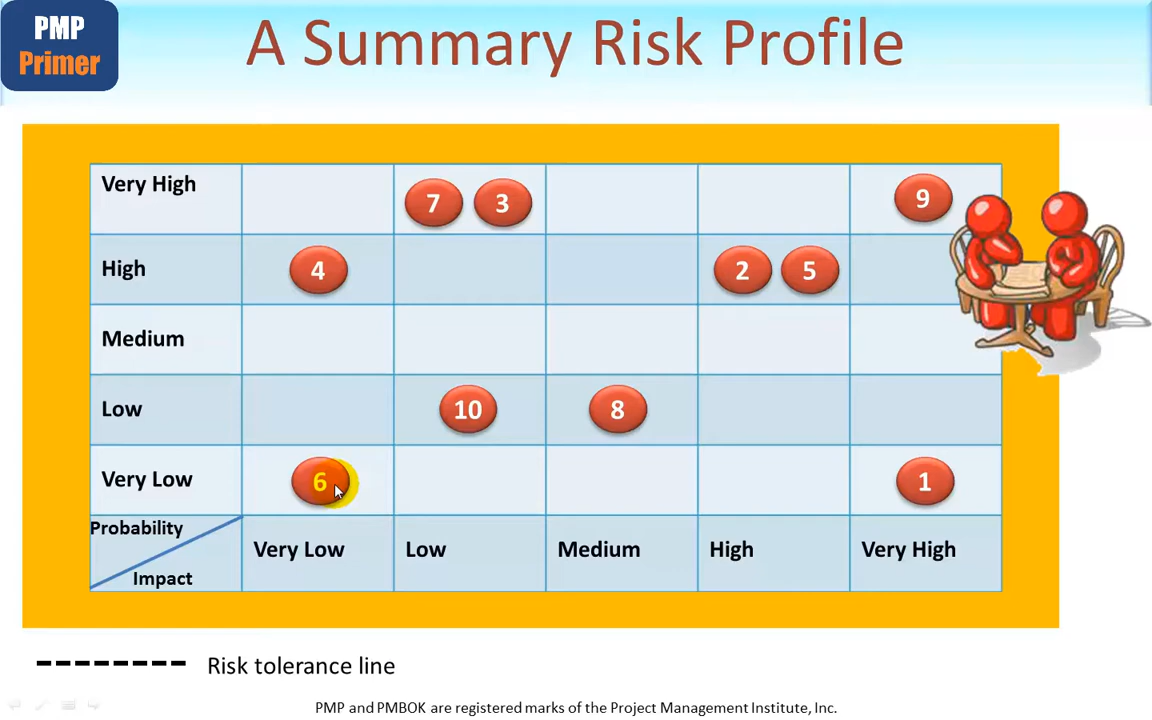 PMP
Primer
A Summary Risk Profile
Very High
7 3
9
High
4
2 5
Medium
Low
10
8
Very Low
6
1
Probability
Impact
Very Low
Low
Medium
High
Very High
Risk tolerance line
PMP and PMBOK are registered marks of the Project Management Institute, Inc.